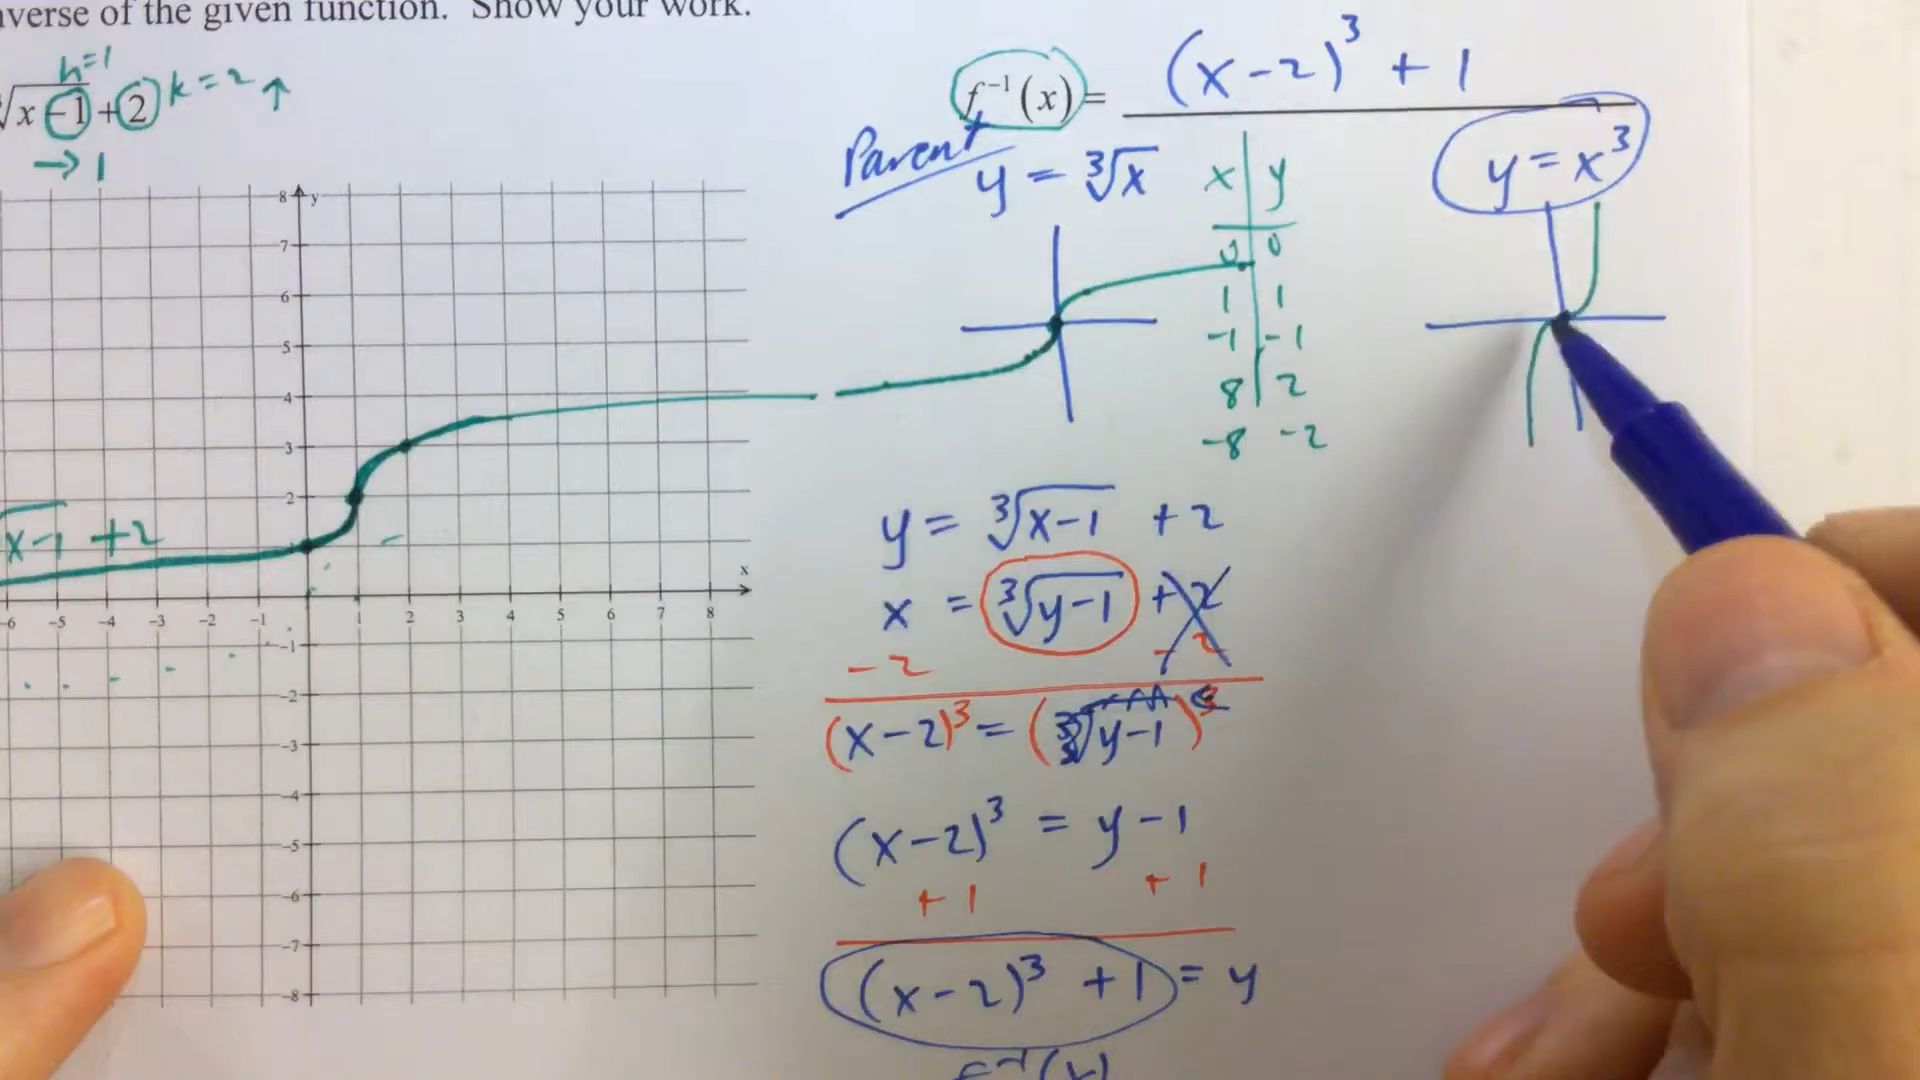 verse of the given function. Show your work.
h=1
∛x −1 +2 k=2 ↑
→ 1
f⁻¹(x) = (x-2)³ + 1
Parent
y = ∛x
x y
0 0
1 1
-1 -1
8 2
-8 -2
y = x³
8 y
7
6
5
4
3
2
x
-6 -5 -4 -3 -2 -1 1 2 3 4 5 6 7 8
-1
-2
-3
-4
-5
-6
-7
-8
√x-1 +2
y = ∛x-1 + 2
x = ∛y-1 + 2
-2 -2
(x-2)³ = (∛y-1)³
(x-2)³ = y-1
+1 +1
(x-2)³ +1 = y
f⁻¹(x)